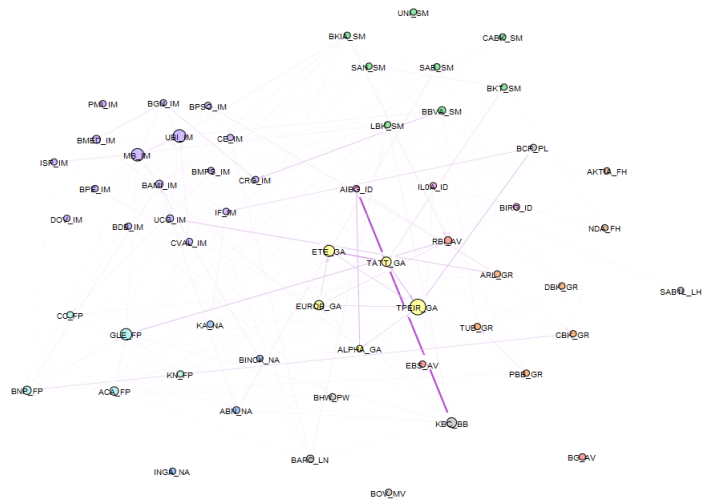 UNI_SM
BKIA_SM
CABK_SM
SAN_SM
SAB_SM
BKT_SM
PMI_IM
BGN_IM
BPSO_IM
BBVA_SM
LBK_SM
BMED_IM
UBI_IM
CE_IM
MB_IM
BCP_PL
ISP_IM
BMPS_IM
AKTIA_FH
BAMI_IM
CRG_IM
BPE_IM
AIBG_ID
IL0A_ID
BIRG_ID
DOV_IM
BDB_IM
UCG_IM
IF_IM
NDA_FH
CVAL_IM
ETE_GA
RBI_AV
TATT_GA
ARL_GR
DBK_GR
SAB1L_LH
EUROB_GA
TPEIR_GA
CC_FP
GLE_FP
KA_NA
TUB_GR
CBK_GR
ALPHA_GA
BINCK_NA
EBS_AV
BNP_FP
ACA_FP
KN_FP
PBB_GR
ABN_NA
BHW_PW
KBC_BB
INGA_NA
BARC_LN
BG_AV
BOV_MV